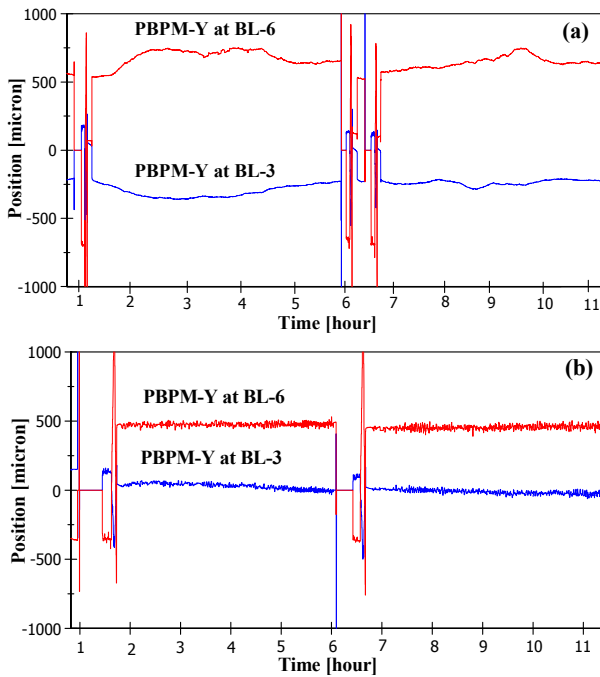 (a)
PBPM-Y at BL-6
PBPM-Y at BL-3
Position [micron]
1000
500
0
-500
-1000
1 2 3 4 5 6 7 8 9 10 11
Time [hour]
(b)
PBPM-Y at BL-6
PBPM-Y at BL-3
Position [micron]
1000
500
0
-500
-1000
1 2 3 4 5 6 7 8 9 10 11
Time [hour]